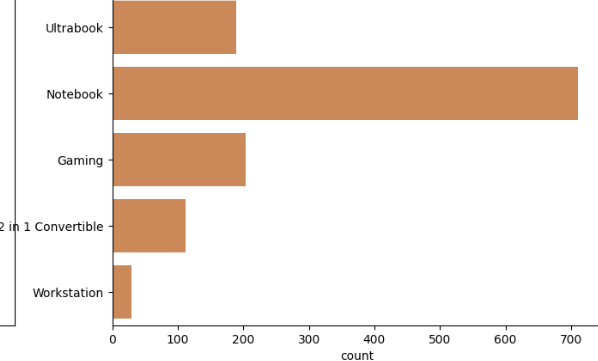 Ultrabook
Notebook
Gaming
2 in 1 Convertible
Workstation
0 100 200 300 400 500 600 700
count